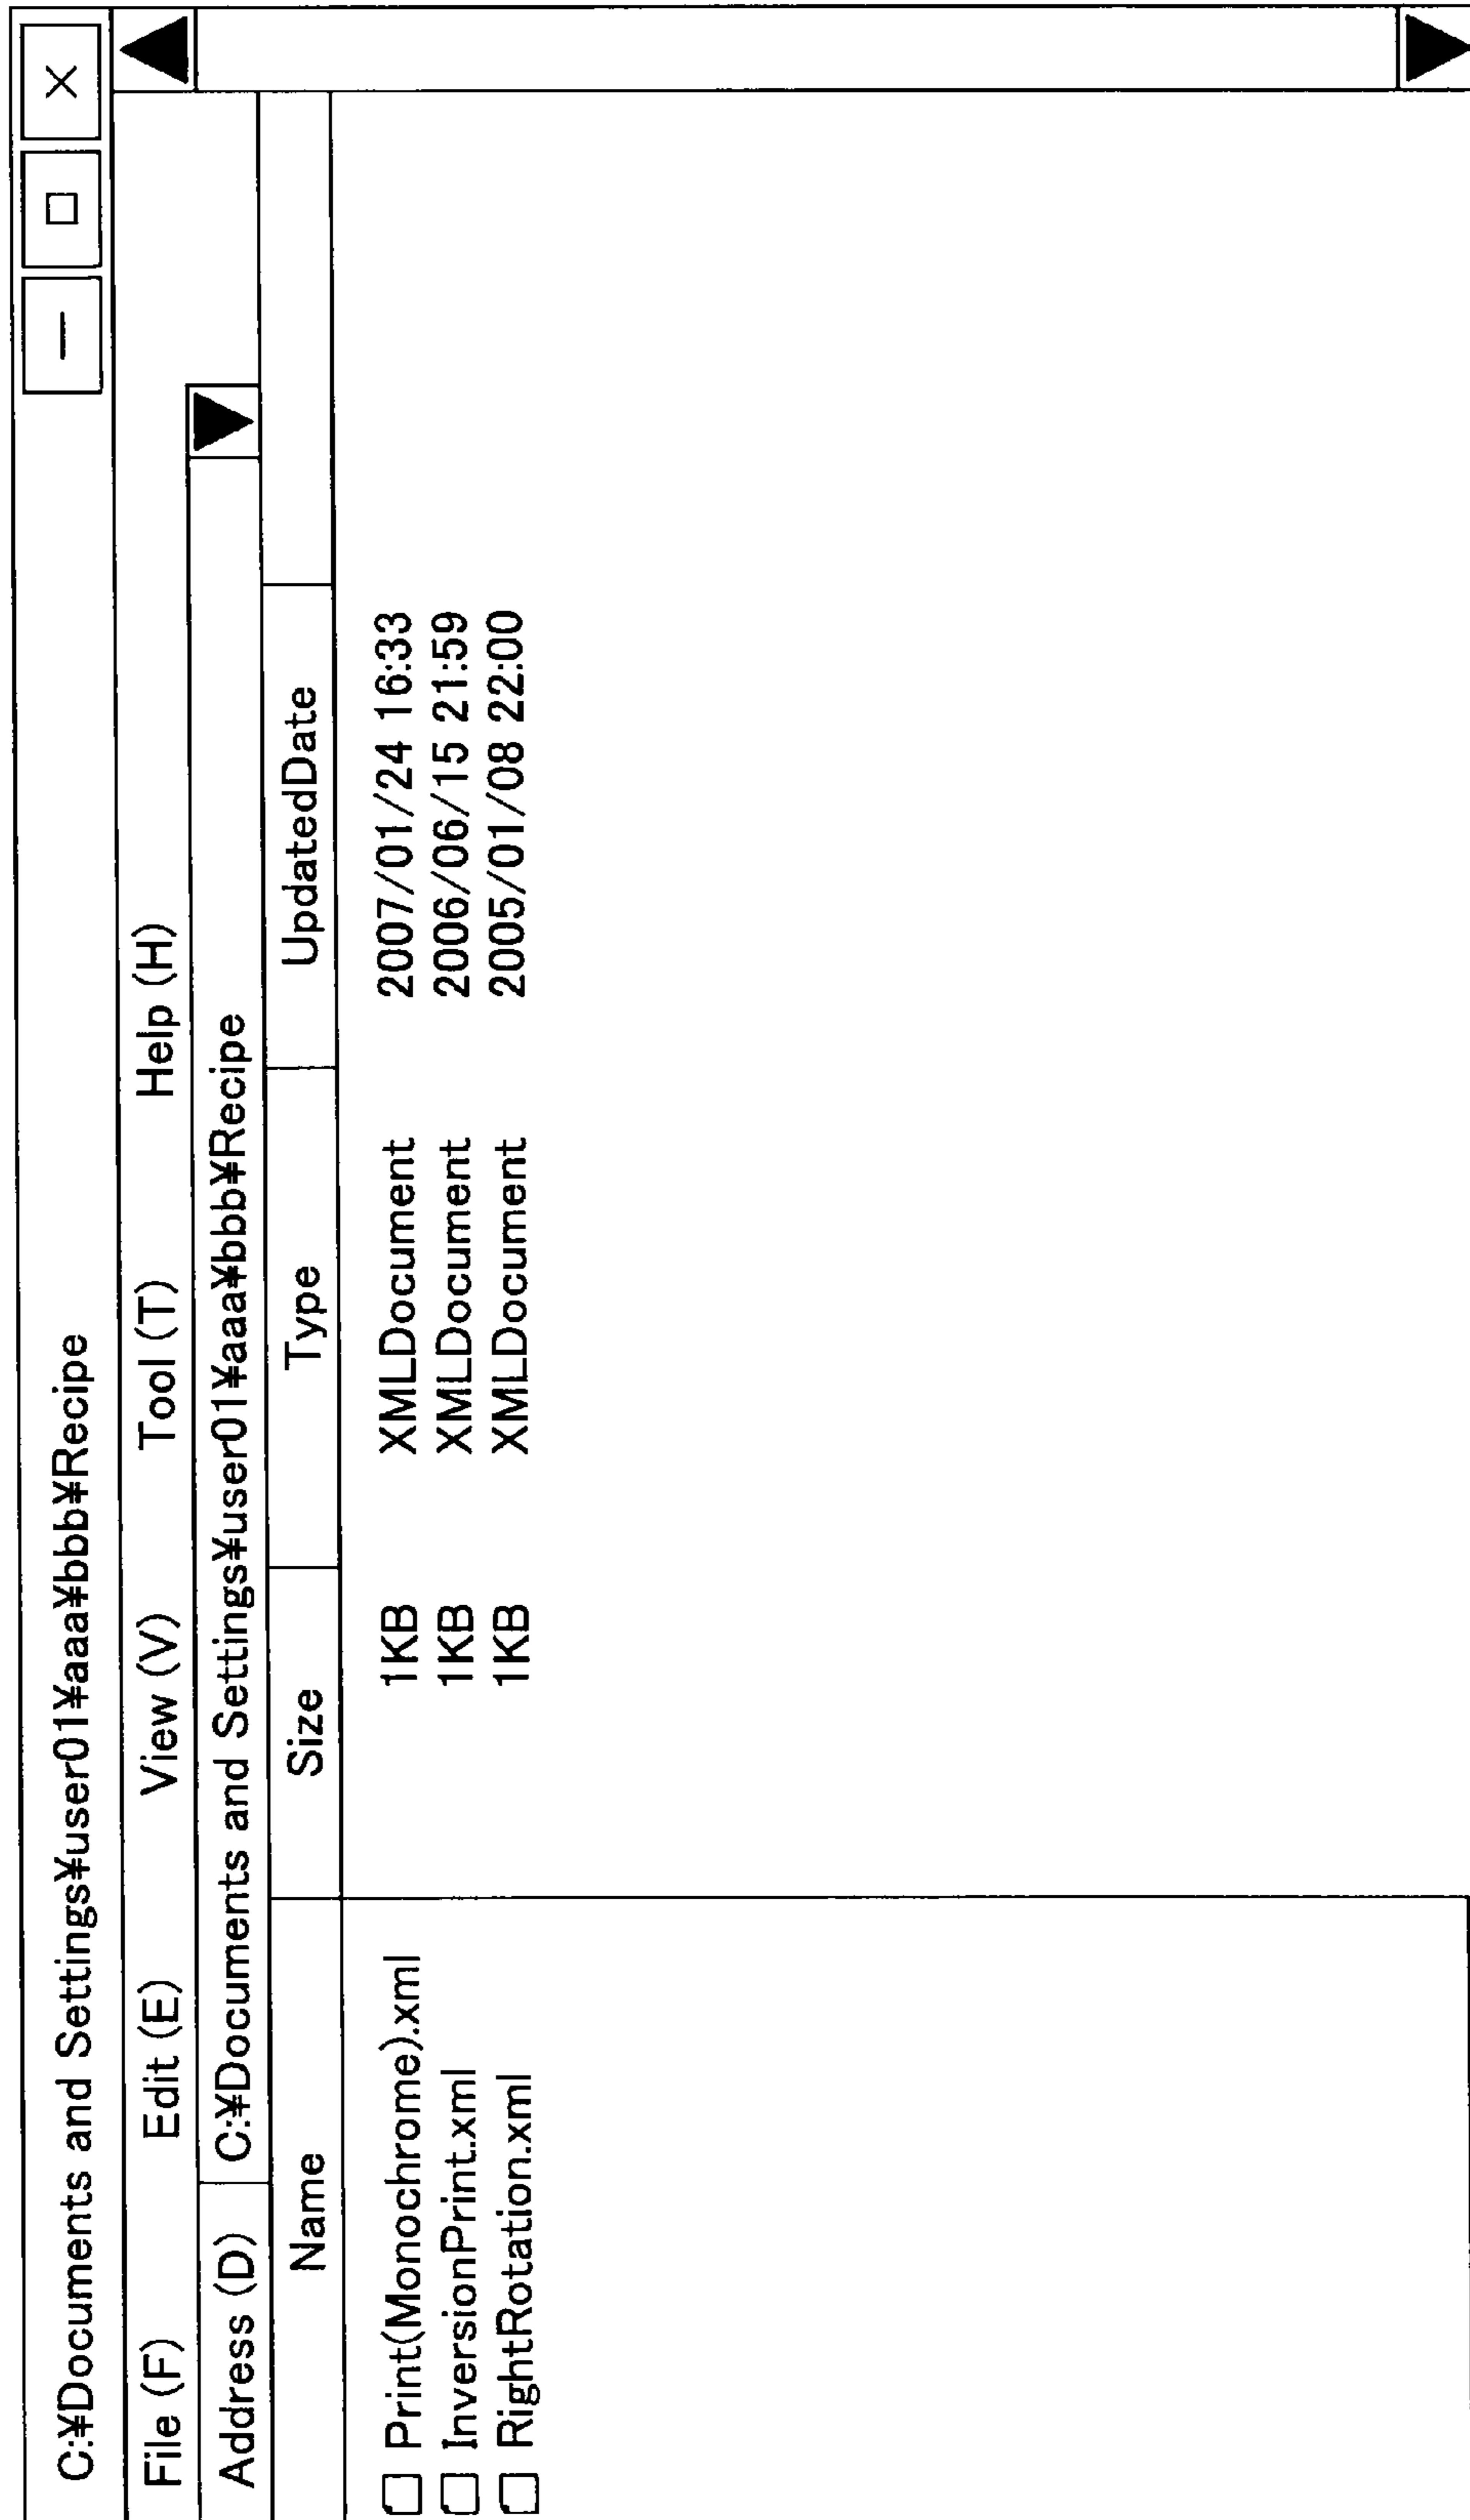 C:¥Documents and Settings¥user01¥aaa¥bbb¥Recipe
File (F) Edit (E) View (V) Tool (T) Help (H)
Address (D) C:¥Documents and Settings¥user01¥aaa¥bbb¥Recipe
Name Size Type UpdatedDate
Print(Monochrome).xml 1KB XMLDocument 2007/01/24 16:33
InversionPrint.xml 1KB XMLDocument 2006/06/15 21:59
RightRotation.xml 1KB XMLDocument 2005/01/08 22:00